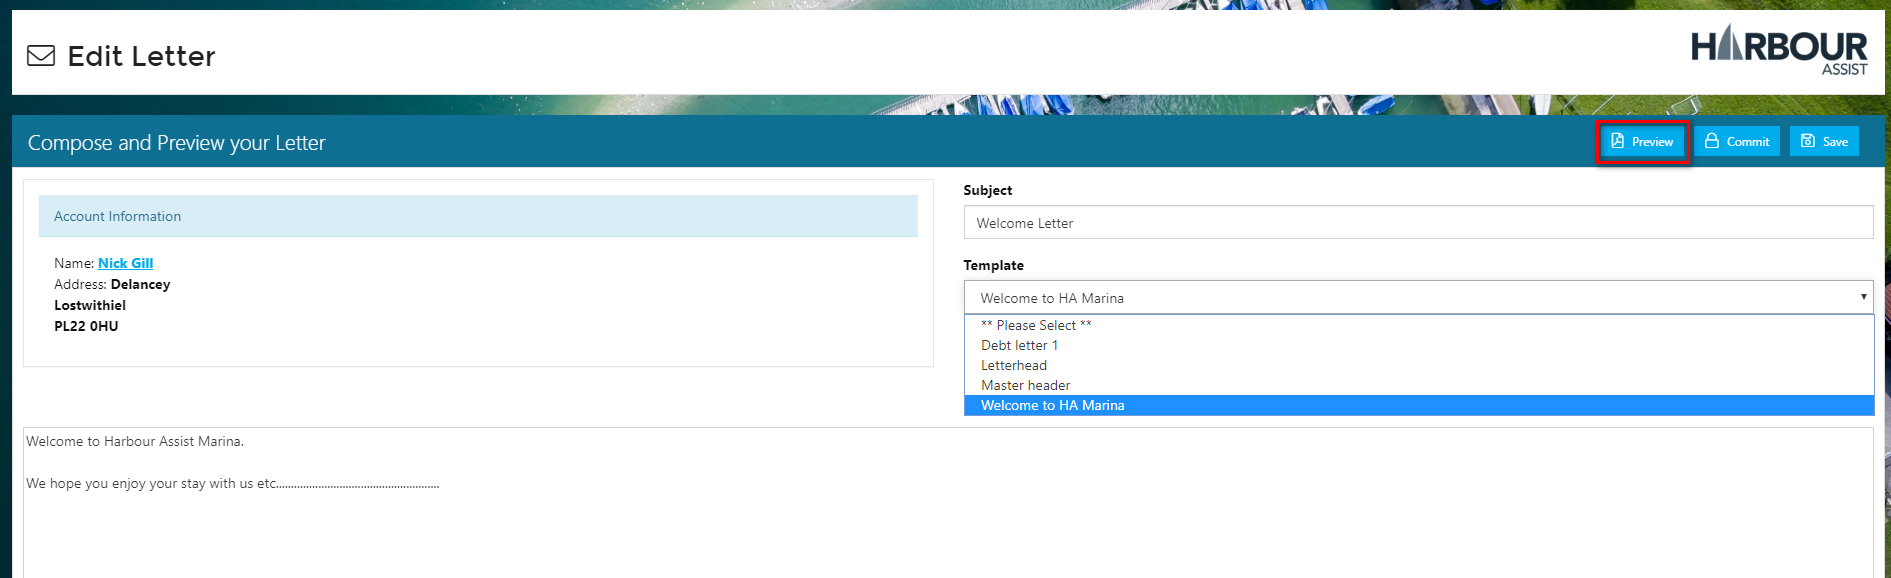 Edit Letter
HARBOUR
ASSIST
Compose and Preview your Letter
Preview
Commit
Save
Account Information
Name: Nick Gill
Address: Delancey
Lostwithiel
PL22 0HU
Subject
Welcome Letter
Template
Welcome to HA Marina
** Please Select **
Debt letter 1
Letterhead
Master header
Welcome to HA Marina
Welcome to Harbour Assist Marina.
We hope you enjoy your stay with us etc......................................................